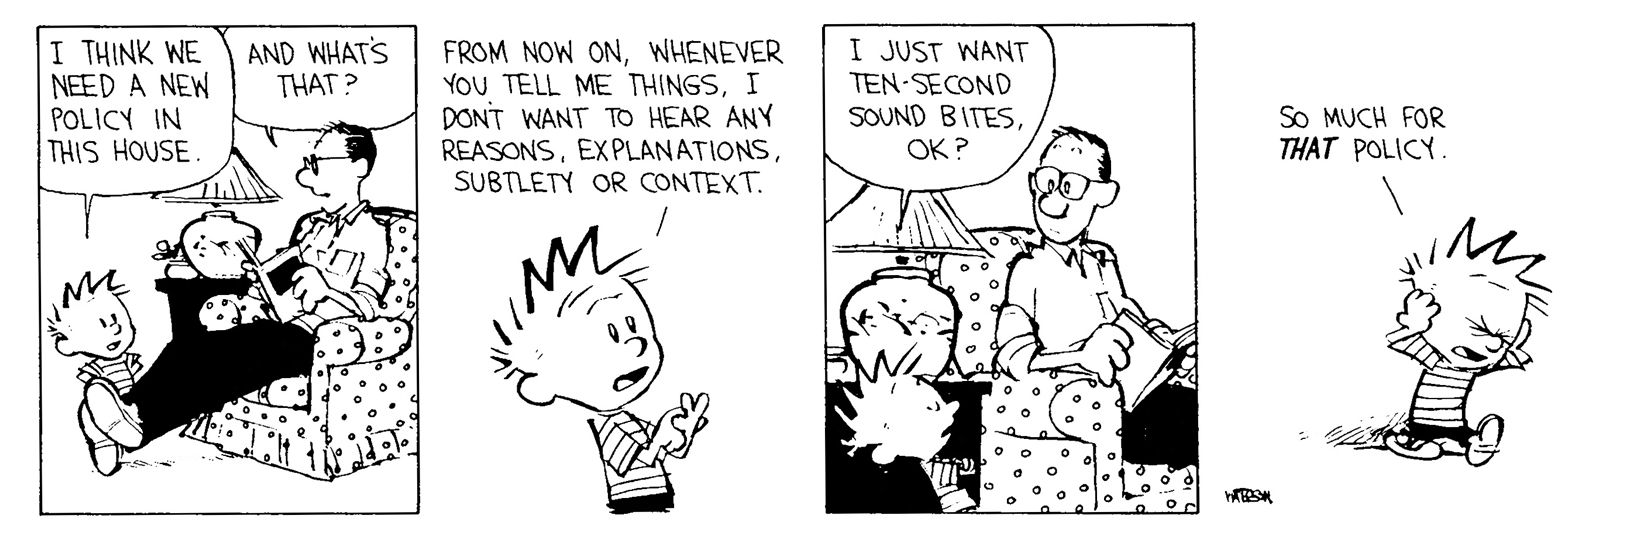 I THINK WE
NEED A NEW
POLICY IN
THIS HOUSE.
AND WHAT'S
THAT?
FROM NOW ON, WHENEVER
YOU TELL ME THINGS, I
DON'T WANT TO HEAR ANY
REASONS, EXPLANATIONS,
SUBTLETY OR CONTEXT.
I JUST WANT
TEN-SECOND
SOUND BITES,
OK?
SO MUCH FOR
THAT POLICY.
WATTERSON